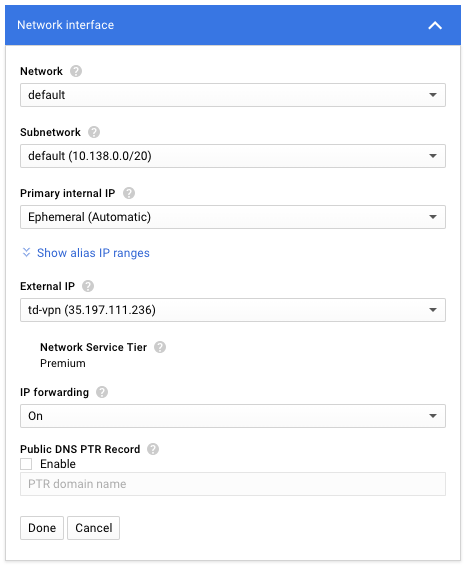 Network interface
Network
default
Subnetwork
default (10.138.0.0/20)
Primary internal IP
Ephemeral (Automatic)
Show alias IP ranges
External IP
td-vpn (35.197.111.236)
Network Service Tier
Premium
IP forwarding
On
Public DNS PTR Record
Enable
PTR domain name
Done Cancel